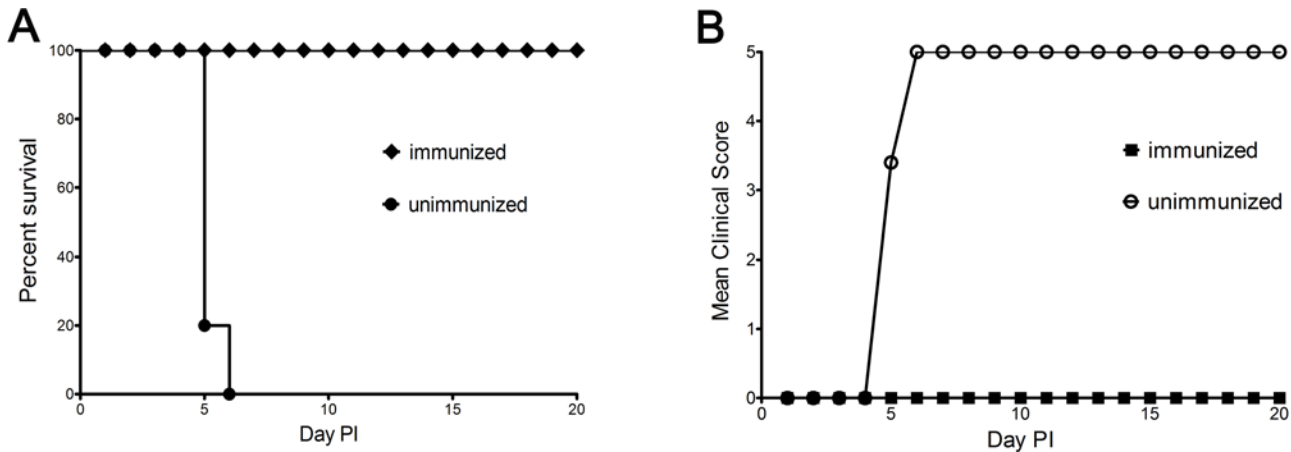 A
Percent survival
100
80
60
40
20
0
immunized
unimmunized
0 5 10 15 20
Day PI
B
Mean Clinical Score
5
4
3
2
1
0
immunized
unimmunized
0 5 10 15 20
Day PI